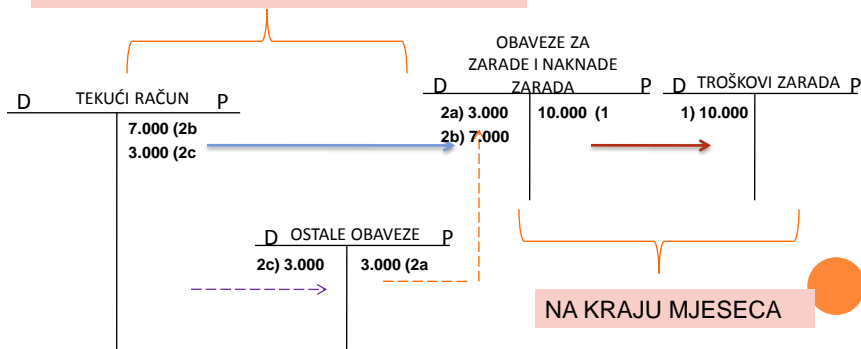 OBAVEZE ZA
ZARADE I NAKNADE
ZARADA
D P
D TROŠKOVI ZARADA P
D TEKUĆI RAČUN P
2a) 3.000 10.000 (1
2b) 7.000
1) 10.000
7.000 (2b
3.000 (2c
D OSTALE OBAVEZE P
2c) 3.000 3.000 (2a
NA KRAJU MJESECA